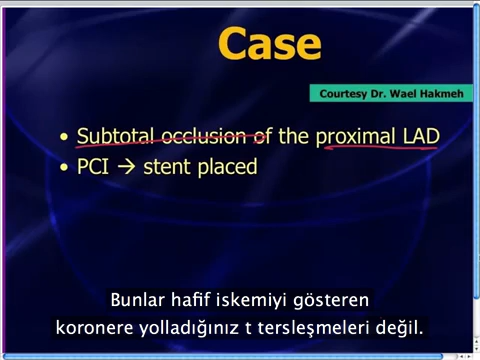 Case
Courtesy Dr. Wael Hakmeh
• Subtotal occlusion of the proximal LAD
• PCI → stent placed
Bunlar hafif iskemiyi gösteren
koronere yolladığınız t tersleşmeleri değil.